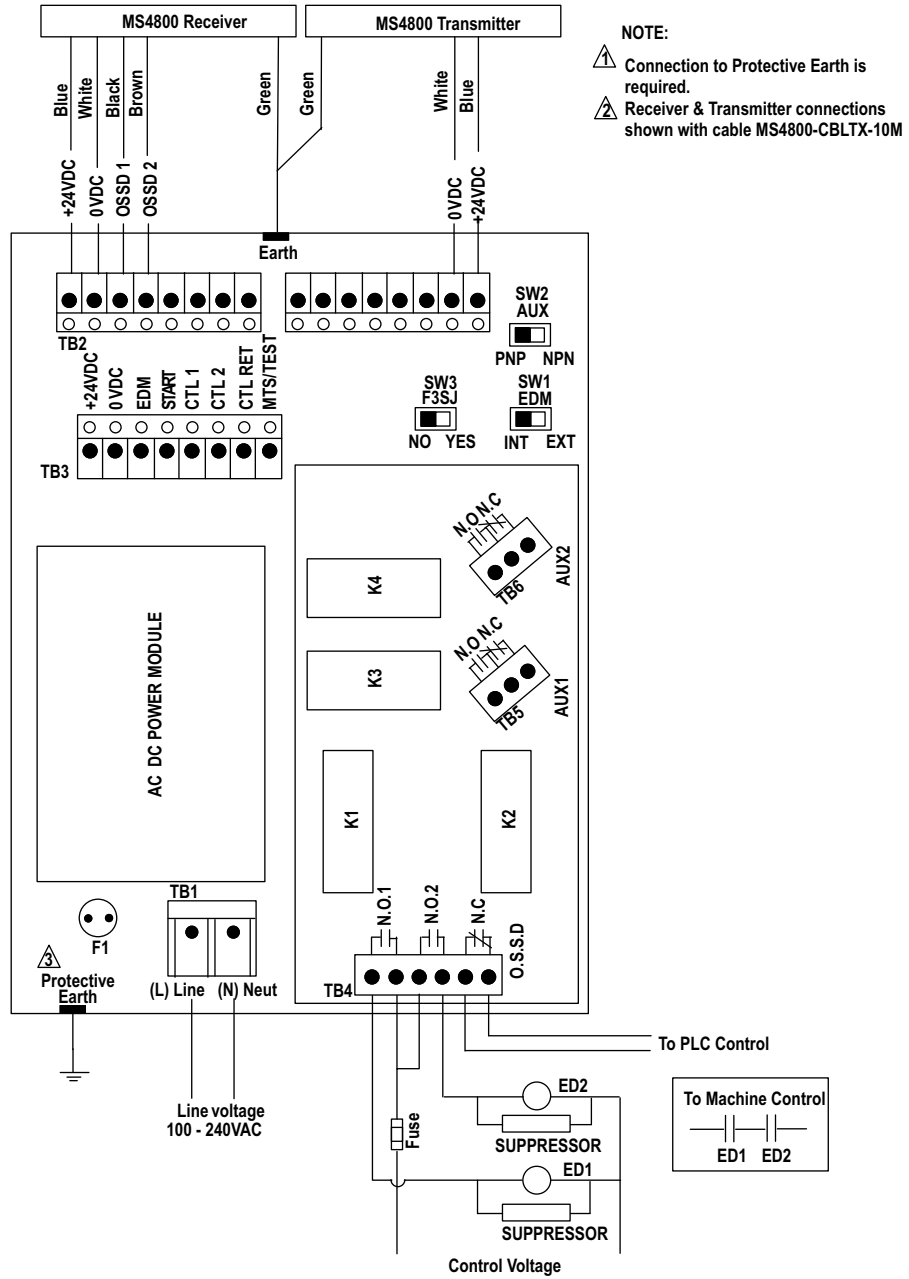 MS4800 Receiver
MS4800 Transmitter
NOTE:
1 Connection to Protective Earth is
required.
2 Receiver & Transmitter connections
shown with cable MS4800-CBLTX-10M
Blue
White
Black
Brown
Green
Green
White
Blue
+24VDC
0VDC
OSSD 1
OSSD 2
0VDC
+24VDC
Earth
TB2
SW2
AUX
PNP NPN
+24VDC
0VDC
EDM
START
CTL 1
CTL 2
CTL RET
MTS/TEST
SW3
F3SJ
NO YES
SW1
EDM
INT EXT
TB3
N.O N.C
TB6
AUX2
K4
N.O N.C
TB5
AUX1
K3
AC DC POWER MODULE
K1
K2
TB1
F1
N.O.1
N.O.2
N.C
O.S.S.D
TB4
3
Protective
Earth
(L) Line
(N) Neut
Line voltage
100 - 240VAC
To PLC Control
Fuse
ED2
SUPPRESSOR
ED1
SUPPRESSOR
To Machine Control
ED1 ED2
Control Voltage